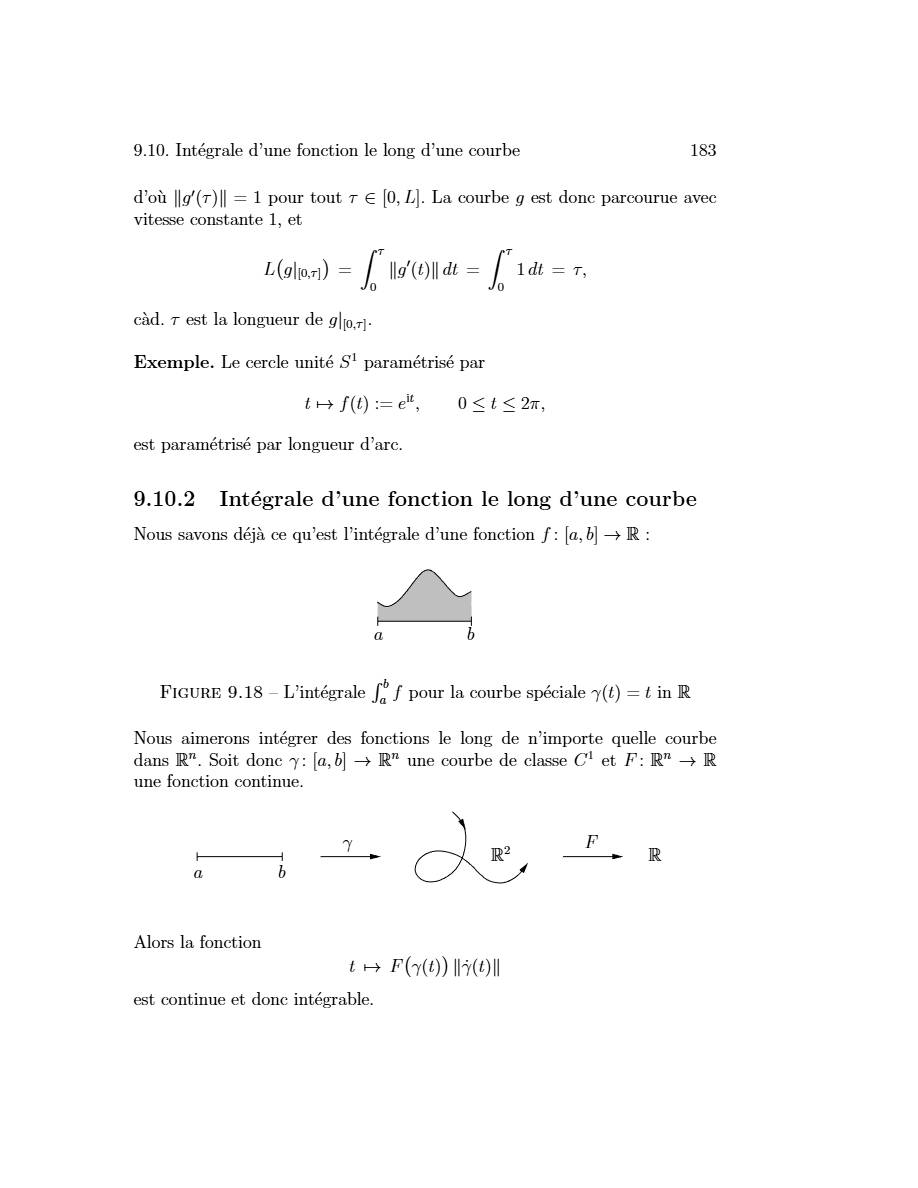 9.10. Intégrale d'une fonction le long d'une courbe 183
d'où ‖g′(τ)‖ = 1 pour tout τ ∈ [0, L]. La courbe g est donc parcourue avec
vitesse constante 1, et
L(g|[0,τ]) = ∫₀^τ ‖g′(t)‖ dt = ∫₀^τ 1 dt = τ,
càd. τ est la longueur de g|[0,τ].
Exemple. Le cercle unité S¹ paramétrisé par
t ↦ f(t) := e^{it}, 0 ≤ t ≤ 2π,
est paramétrisé par longueur d'arc.
9.10.2 Intégrale d'une fonction le long d'une courbe
Nous savons déjà ce qu'est l'intégrale d'une fonction f : [a, b] → ℝ :
a b
Figure 9.18 – L'intégrale ∫ₐᵇ f pour la courbe spéciale γ(t) = t in ℝ
Nous aimerons intégrer des fonctions le long de n'importe quelle courbe
dans ℝⁿ. Soit donc γ : [a, b] → ℝⁿ une courbe de classe C¹ et F : ℝⁿ → ℝ
une fonction continue.
a b γ ℝ² F ℝ
Alors la fonction
t ↦ F(γ(t)) ‖γ̇(t)‖
est continue et donc intégrable.